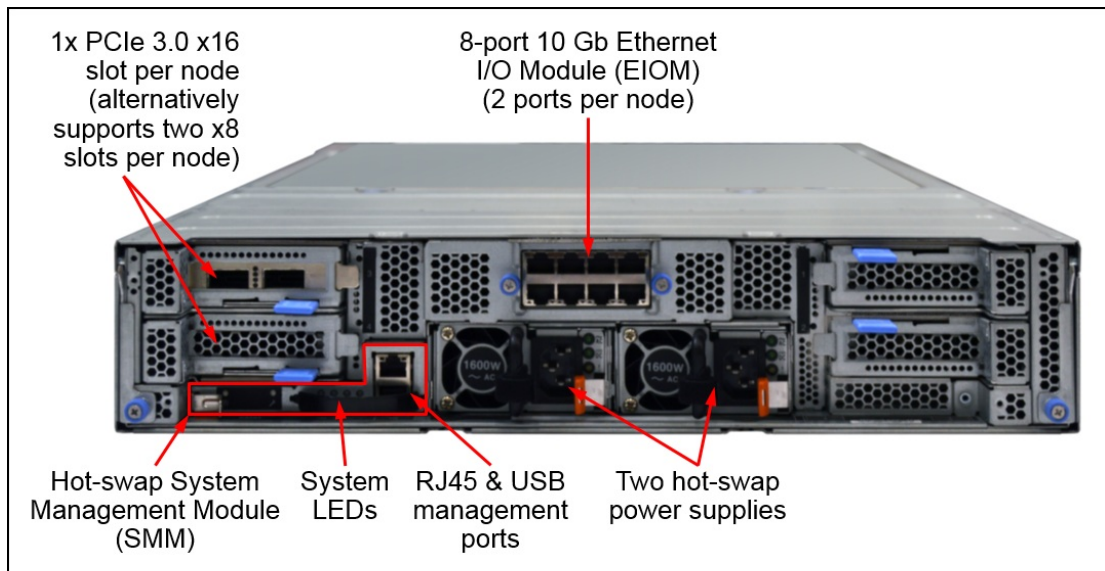 1x PCIe 3.0 x16
slot per node
(alternatively
supports two x8
slots per node)
8-port 10 Gb Ethernet
I/O Module (EIOM)
(2 ports per node)
1600W
~ AC
1600W
~ AC
Hot-swap System
Management Module
(SMM)
System
LEDs
RJ45 & USB
management
ports
Two hot-swap
power supplies